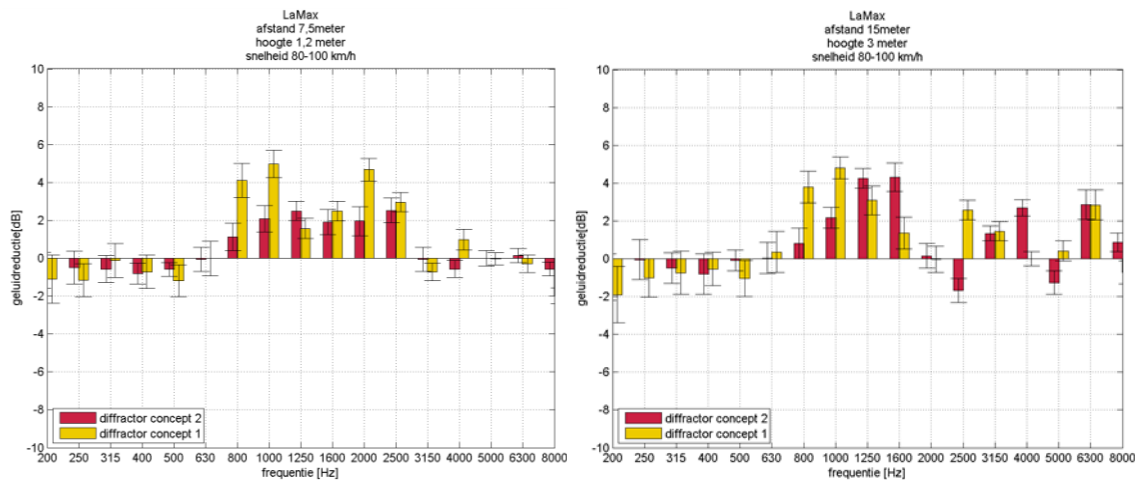 LaMax
afstand 7,5meter
hoogte 1,2 meter
snelheid 80-100 km/h
10
8
6
4
2
0
-2
-4
-6
-8
-10
geluidreductie[dB]
diffractor concept 2
diffractor concept 1
200 250 315 400 500 630 800 1000 1250 1600 2000 2500 3150 4000 5000 6300 8000
frequentie [Hz]
LaMax
afstand 15meter
hoogte 3 meter
snelheid 80-100 km/h
10
8
6
4
2
0
-2
-4
-6
-8
-10
geluidreductie[dB]
diffractor concept 2
diffractor concept 1
200 250 315 400 500 630 800 1000 1250 1600 2000 2500 3150 4000 5000 6300 8000
frequentie [Hz]